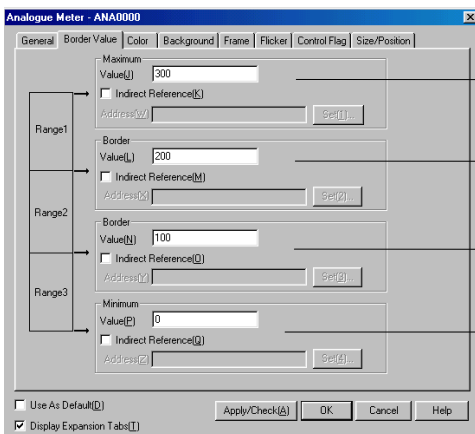 Analogue Meter - ANA0000
General Border Value Color Background Frame Flicker Control Flag Size/Position
Maximum
Value(J) 300
Indirect Reference(K)
Address(W) Set(1)...
Range1
Border
Value(L) 200
Indirect Reference(M)
Address(X) Set(2)...
Range2
Border
Value(N) 100
Indirect Reference(O)
Address(Y) Set(3)...
Range3
Minimum
Value(P) 0
Indirect Reference(Q)
Address(Z) Set(4)...
Use As Default(D)
Display Expansion Tabs(T)
Apply/Check(A) OK Cancel Help